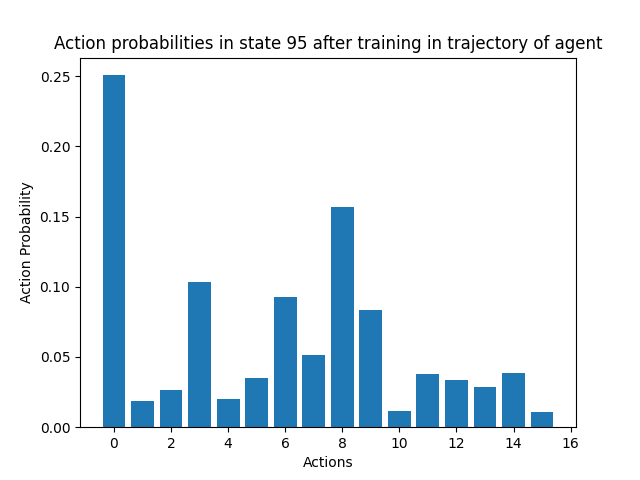 Action probabilities in state 95 after training in trajectory of agent
0.25
0.20
0.15
0.10
0.05
0.00
Action Probability
0 2 4 6 8 10 12 14 16
Actions